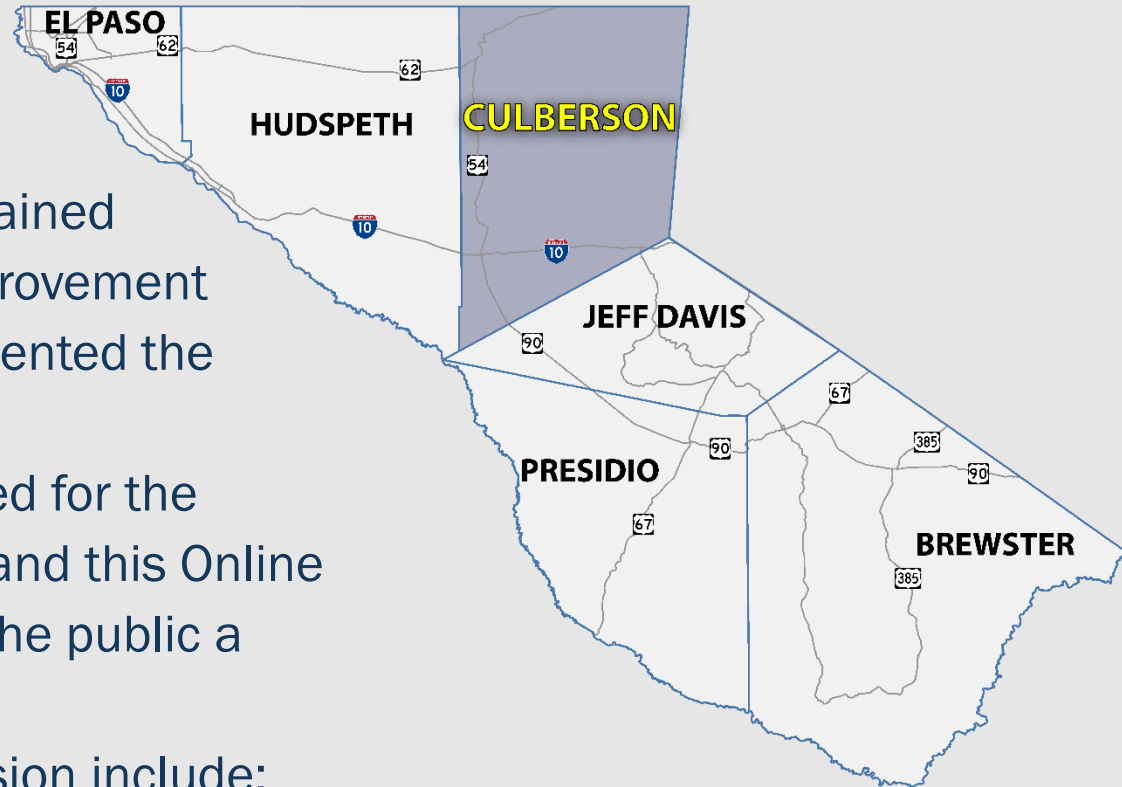 EL PASO
54
62
10
62
HUDSPETH
CULBERSON
54
10
10
JEFF DAVIS
90
67
385
90
90
PRESIDIO
67
BREWSTER
385
ained
rovement
ented the
ed for the
and this Online
he public a
sion include: